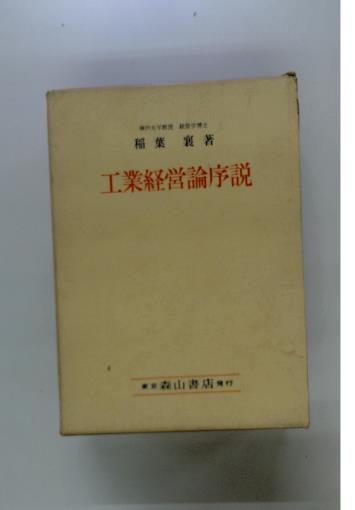 神戸大学教授 経営学博士
稲葉 襄 著
工業経営論序説
東京 森山書店 発行